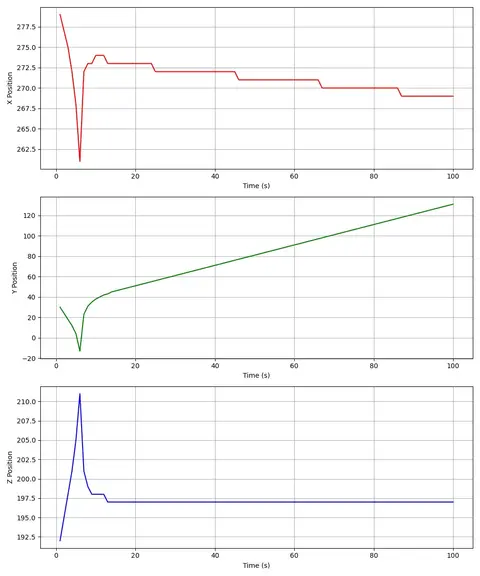 277.5
275.0
272.5
270.0
267.5
265.0
262.5
X Position
0 20 40 60 80 100
Time (s)
120
100
80
60
40
20
0
−20
Y Position
0 20 40 60 80 100
Time (s)
210.0
207.5
205.0
202.5
200.0
197.5
195.0
192.5
Z Position
0 20 40 60 80 100
Time (s)